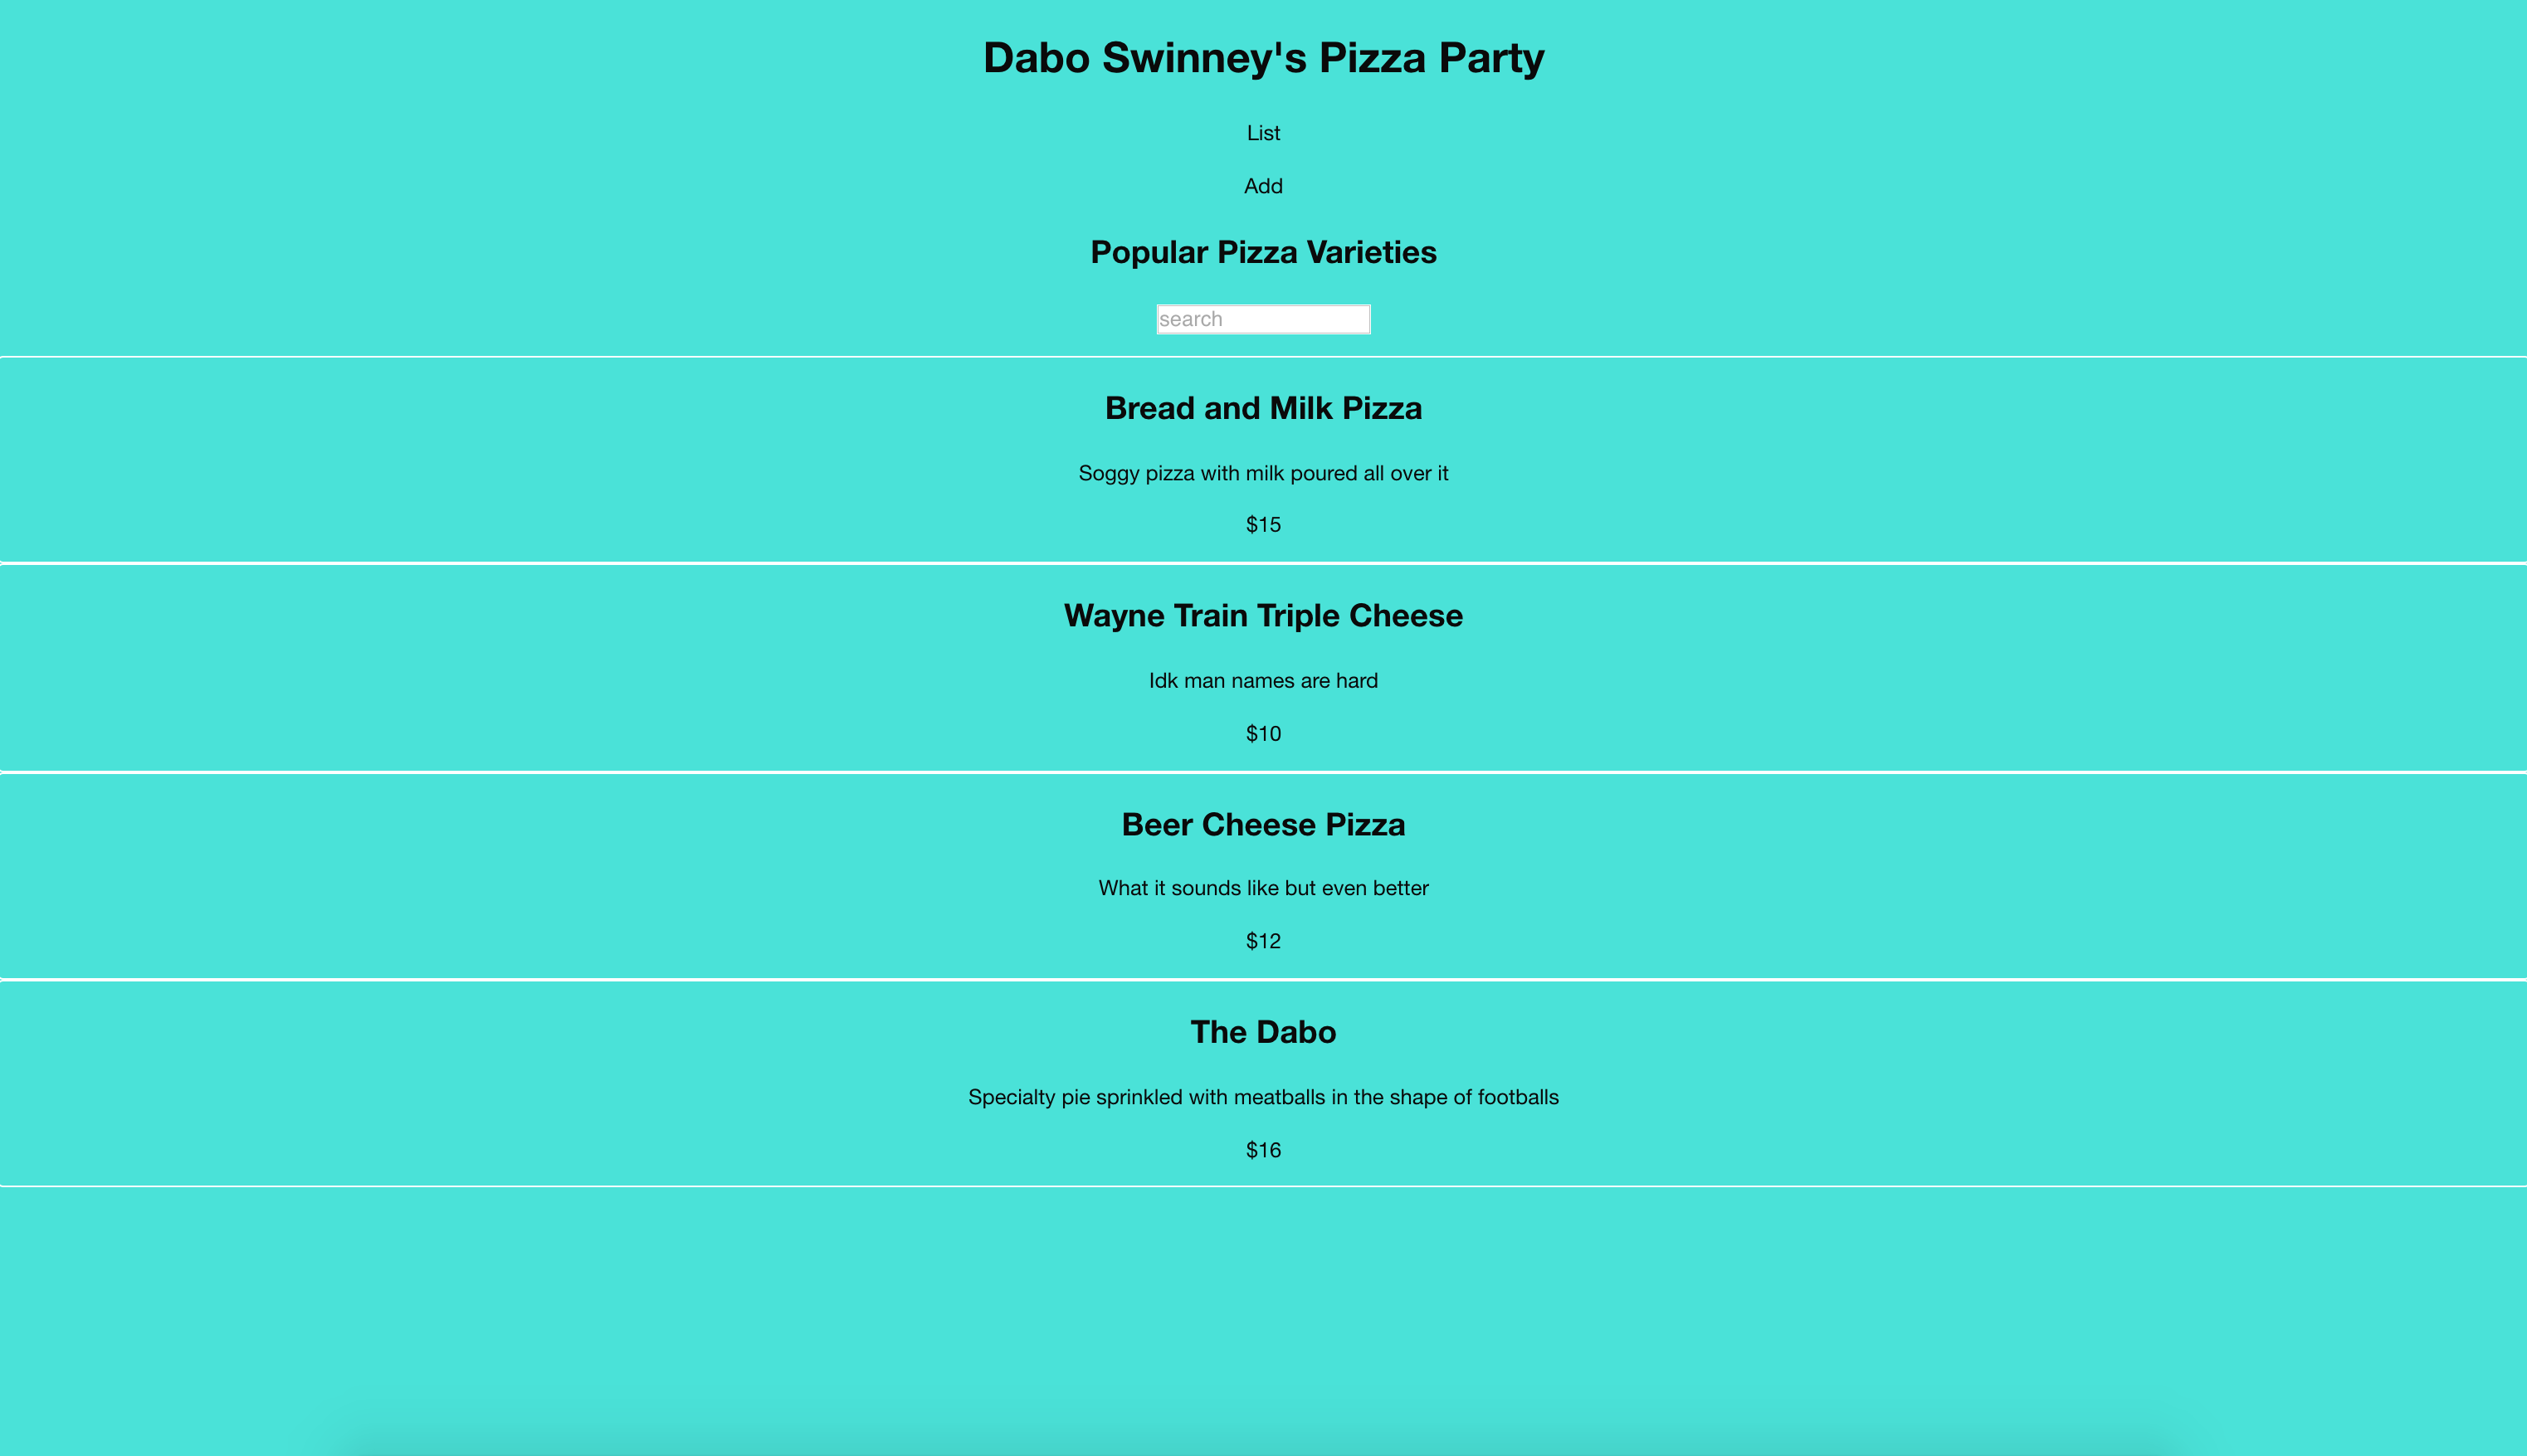 Dabo Swinney's Pizza Party
List
Add
Popular Pizza Varieties
search
Bread and Milk Pizza
Soggy pizza with milk poured all over it
$15
Wayne Train Triple Cheese
Idk man names are hard
$10
Beer Cheese Pizza
What it sounds like but even better
$12
The Dabo
Specialty pie sprinkled with meatballs in the shape of footballs
$16